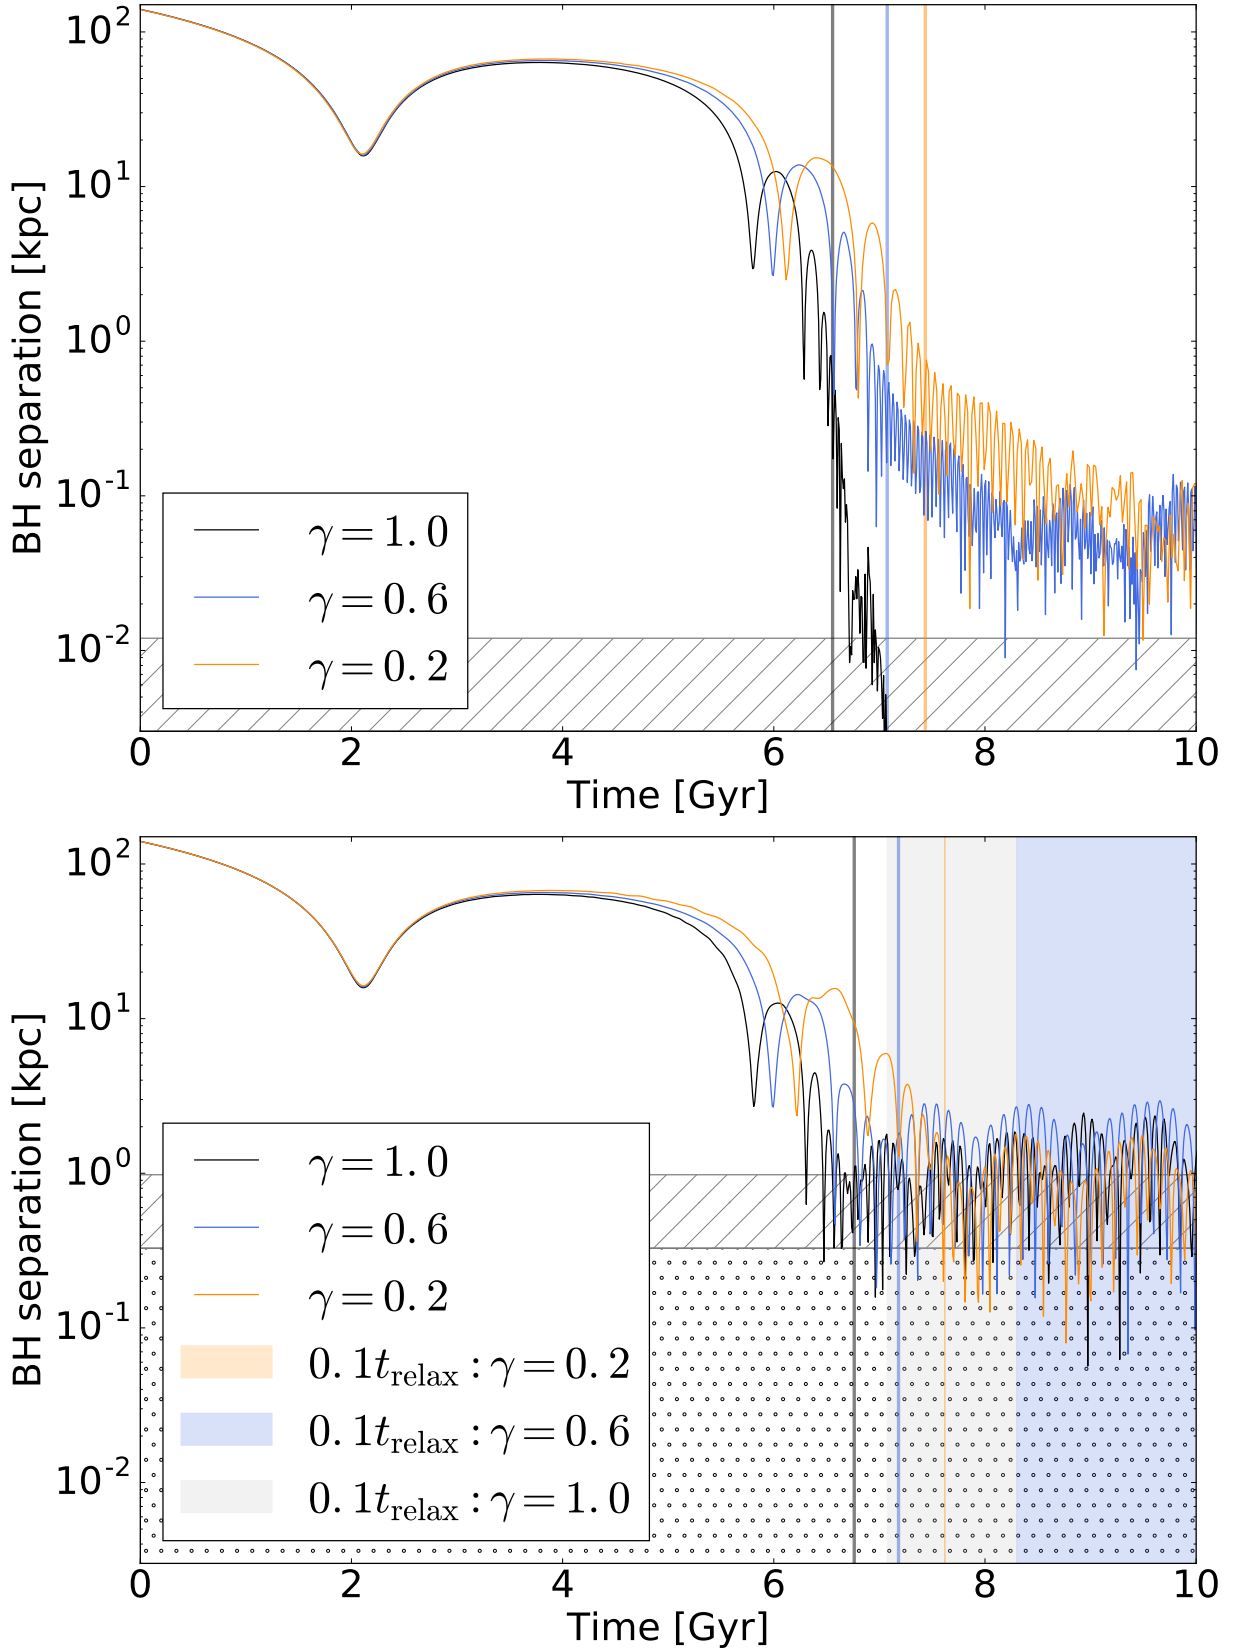 10²
10¹
10⁰
10⁻¹
10⁻²
BH separation [kpc]
γ = 1.0
γ = 0.6
γ = 0.2
0 2 4 6 8 10
Time [Gyr]
10²
10¹
10⁰
10⁻¹
10⁻²
BH separation [kpc]
γ = 1.0
γ = 0.6
γ = 0.2
0.1t_relax : γ = 0.2
0.1t_relax : γ = 0.6
0.1t_relax : γ = 1.0
0 2 4 6 8 10
Time [Gyr]